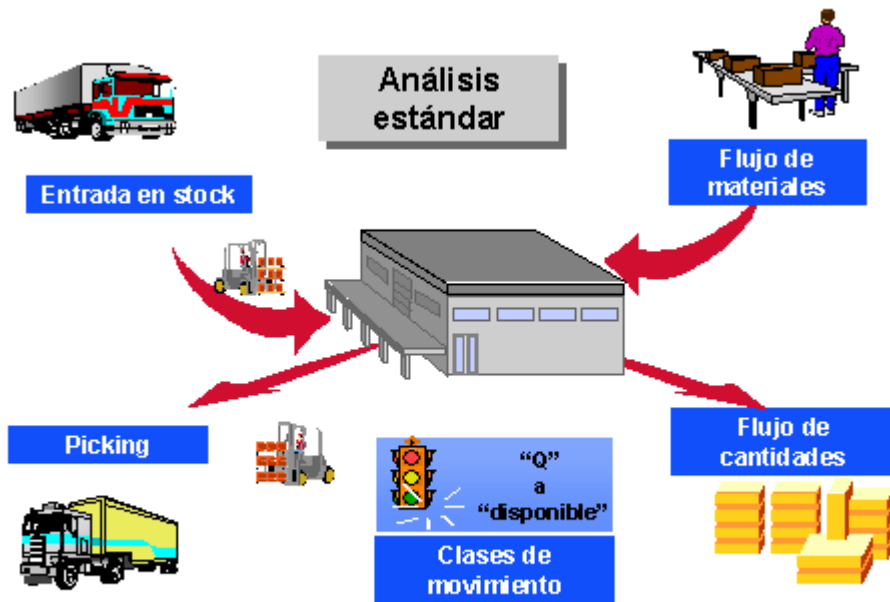 Análisis
estándar
Entrada en stock
Flujo de
materiales
Picking
“Q”
a
“disponible”
Clases de
movimiento
Flujo de
cantidades